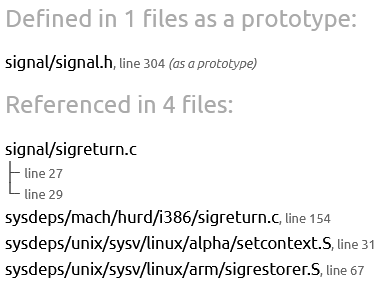 Defined in 1 files as a prototype:
signal/signal.h, line 304 (as a prototype)
Referenced in 4 files:
signal/sigreturn.c
line 27
line 29
sysdeps/mach/hurd/i386/sigreturn.c, line 154
sysdeps/unix/sysv/linux/alpha/setcontext.S, line 31
sysdeps/unix/sysv/linux/arm/sigrestorer.S, line 67